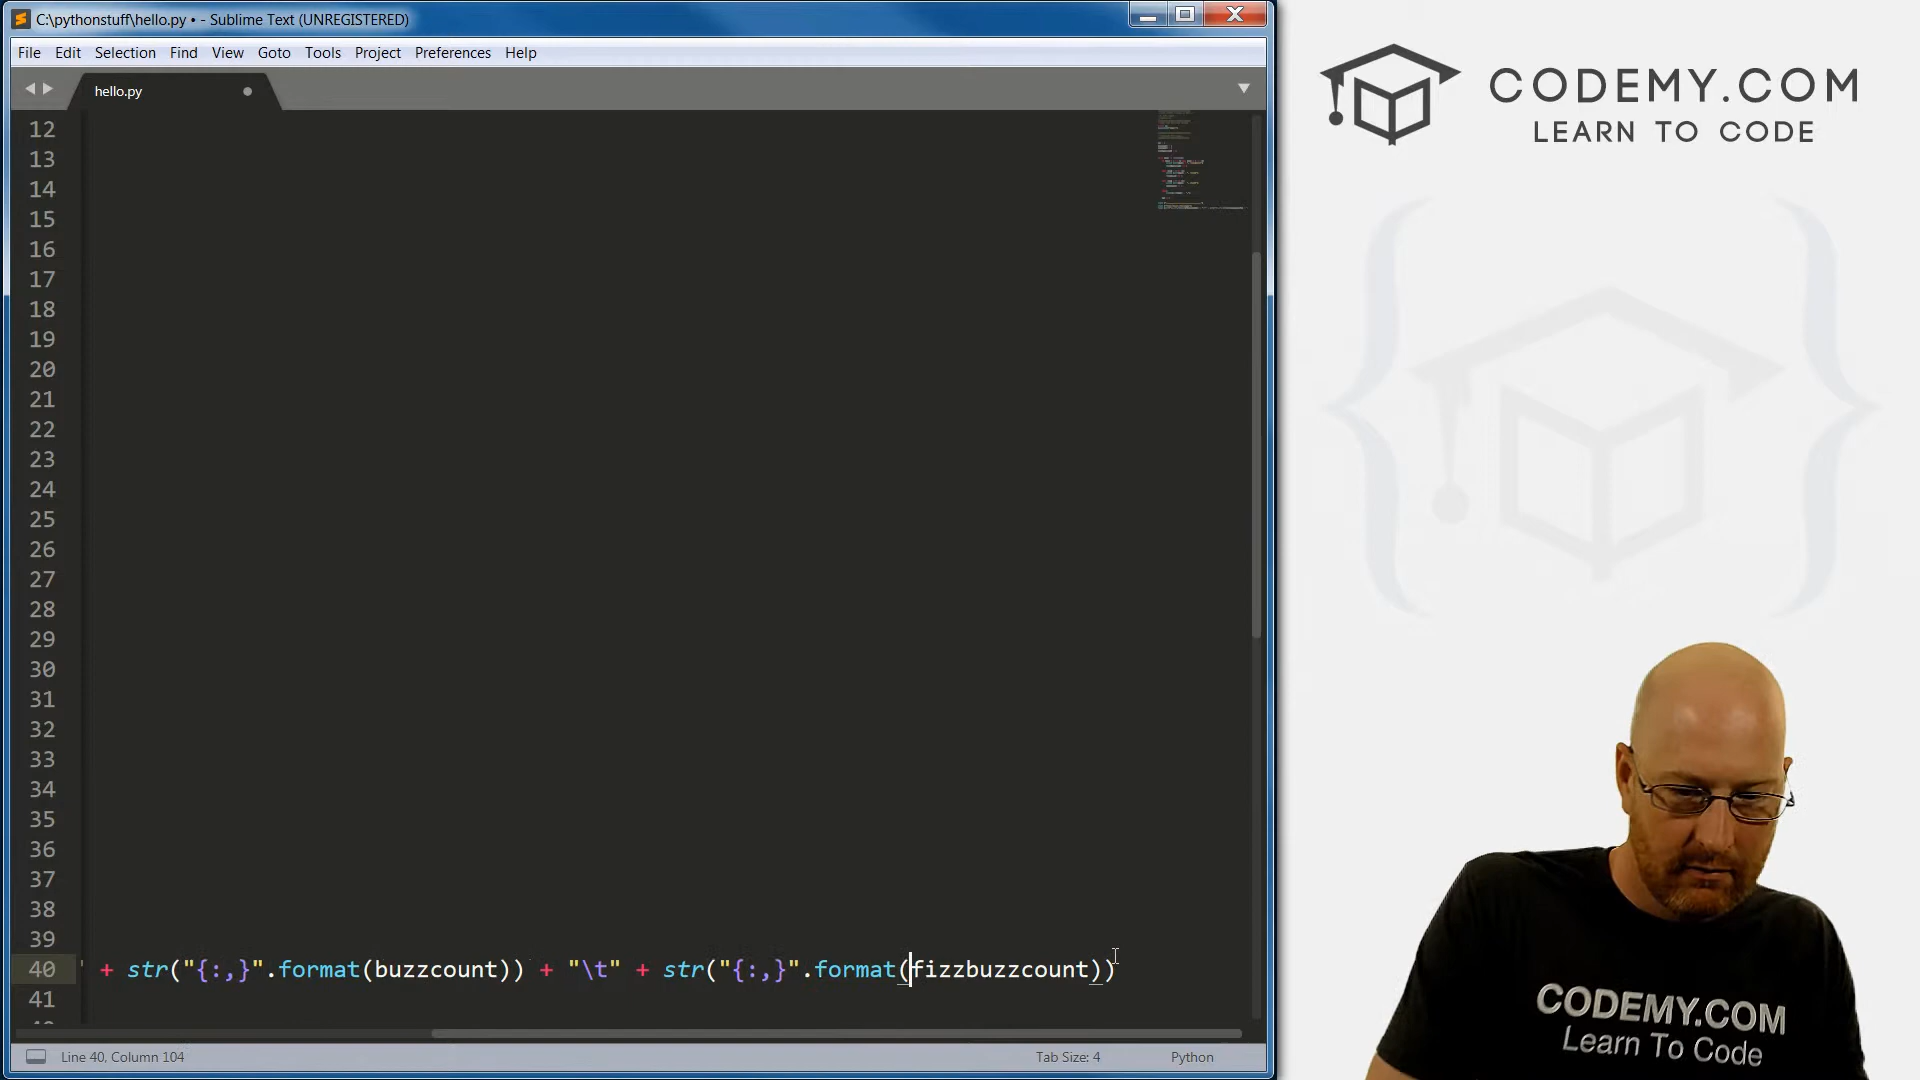 C:\pythonstuff\hello.py • - Sublime Text (UNREGISTERED)
File Edit Selection Find View Goto Tools Project Preferences Help
hello.py
12
13
14
15
16
17
18
19
20
21
22
23
24
25
26
27
28
29
30
31
32
33
34
35
36
37
38
39
40 + str("{:,}".format(buzzcount)) + "\t" + str("{:,}".format(fizzbuzzcount))
41
Line 40, Column 104
Tab Size: 4
Python
CODEMY.COM
LEARN TO CODE
CODEMY.COM
Learn To Code